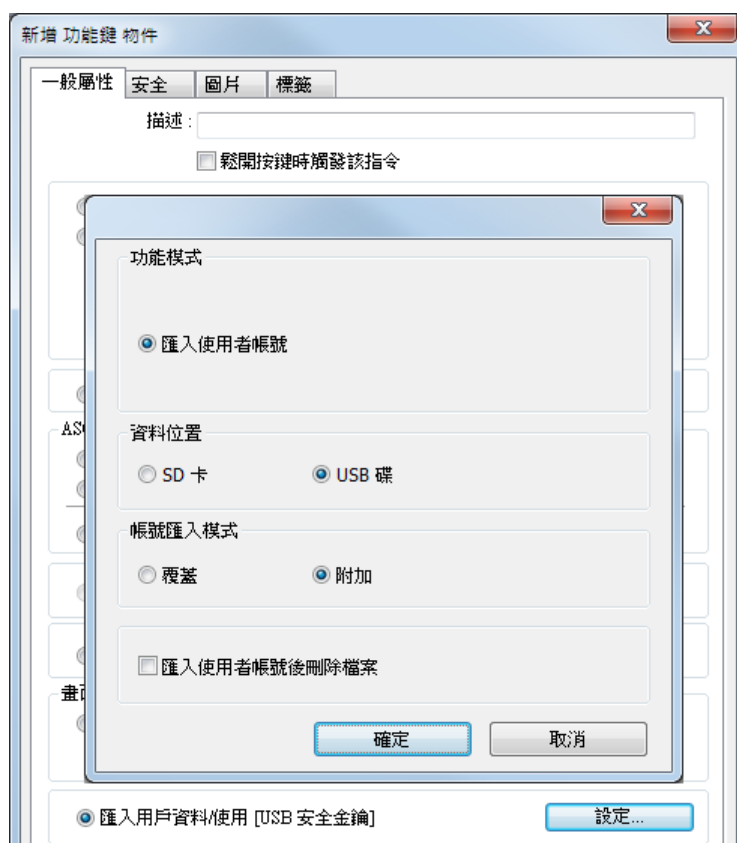 新增 功能鍵 物件
一般屬性 安全 圖片 標籤
描述 :
鬆開按鍵時觸發該指令
功能模式
匯入使用者帳號
AS
資料位置
SD 卡 USB 碟
帳號匯入模式
覆蓋 附加
匯入使用者帳號後刪除檔案
確定 取消
匯入用戶資料/使用 [USB 安全金鑰]
設定...